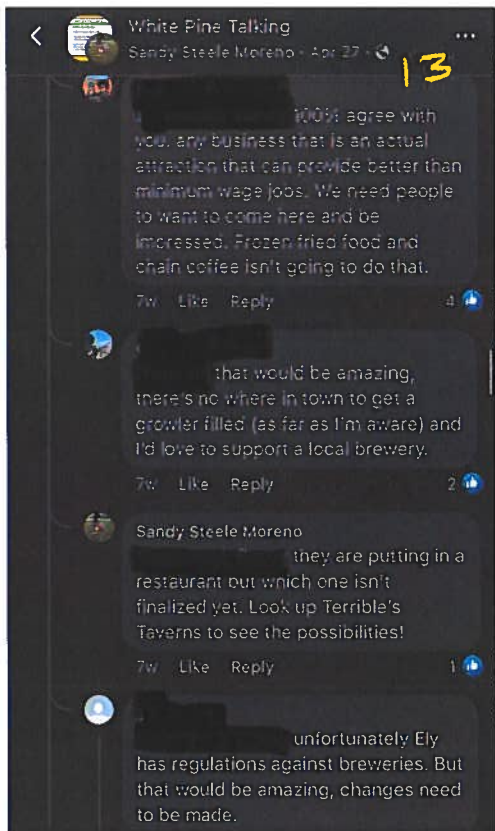 White Pine Talking
Sandy Steele Moreno · Apr 27 ·
13
100% agree with
you. any business that is an actual
attraction that can provide better than
minimum wage jobs. We need people
to want to come here and be
impressed. Frozen fried food and
chain coffee isn't going to do that.
7w Like Reply 4
that would be amazing,
there's no where in town to get a
growler filled (as far as I'm aware) and
I'd love to support a local brewery.
7w Like Reply 2
Sandy Steele Moreno
they are putting in a
restaurant but which one isn't
finalized yet. Look up Terrible's
Taverns to see the possibilities!
7w Like Reply 1
unfortunately Ely
has regulations against breweries. But
that would be amazing, changes need
to be made.